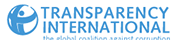 TRANSPARENCY
INTERNATIONAL
the global coalition against corruption